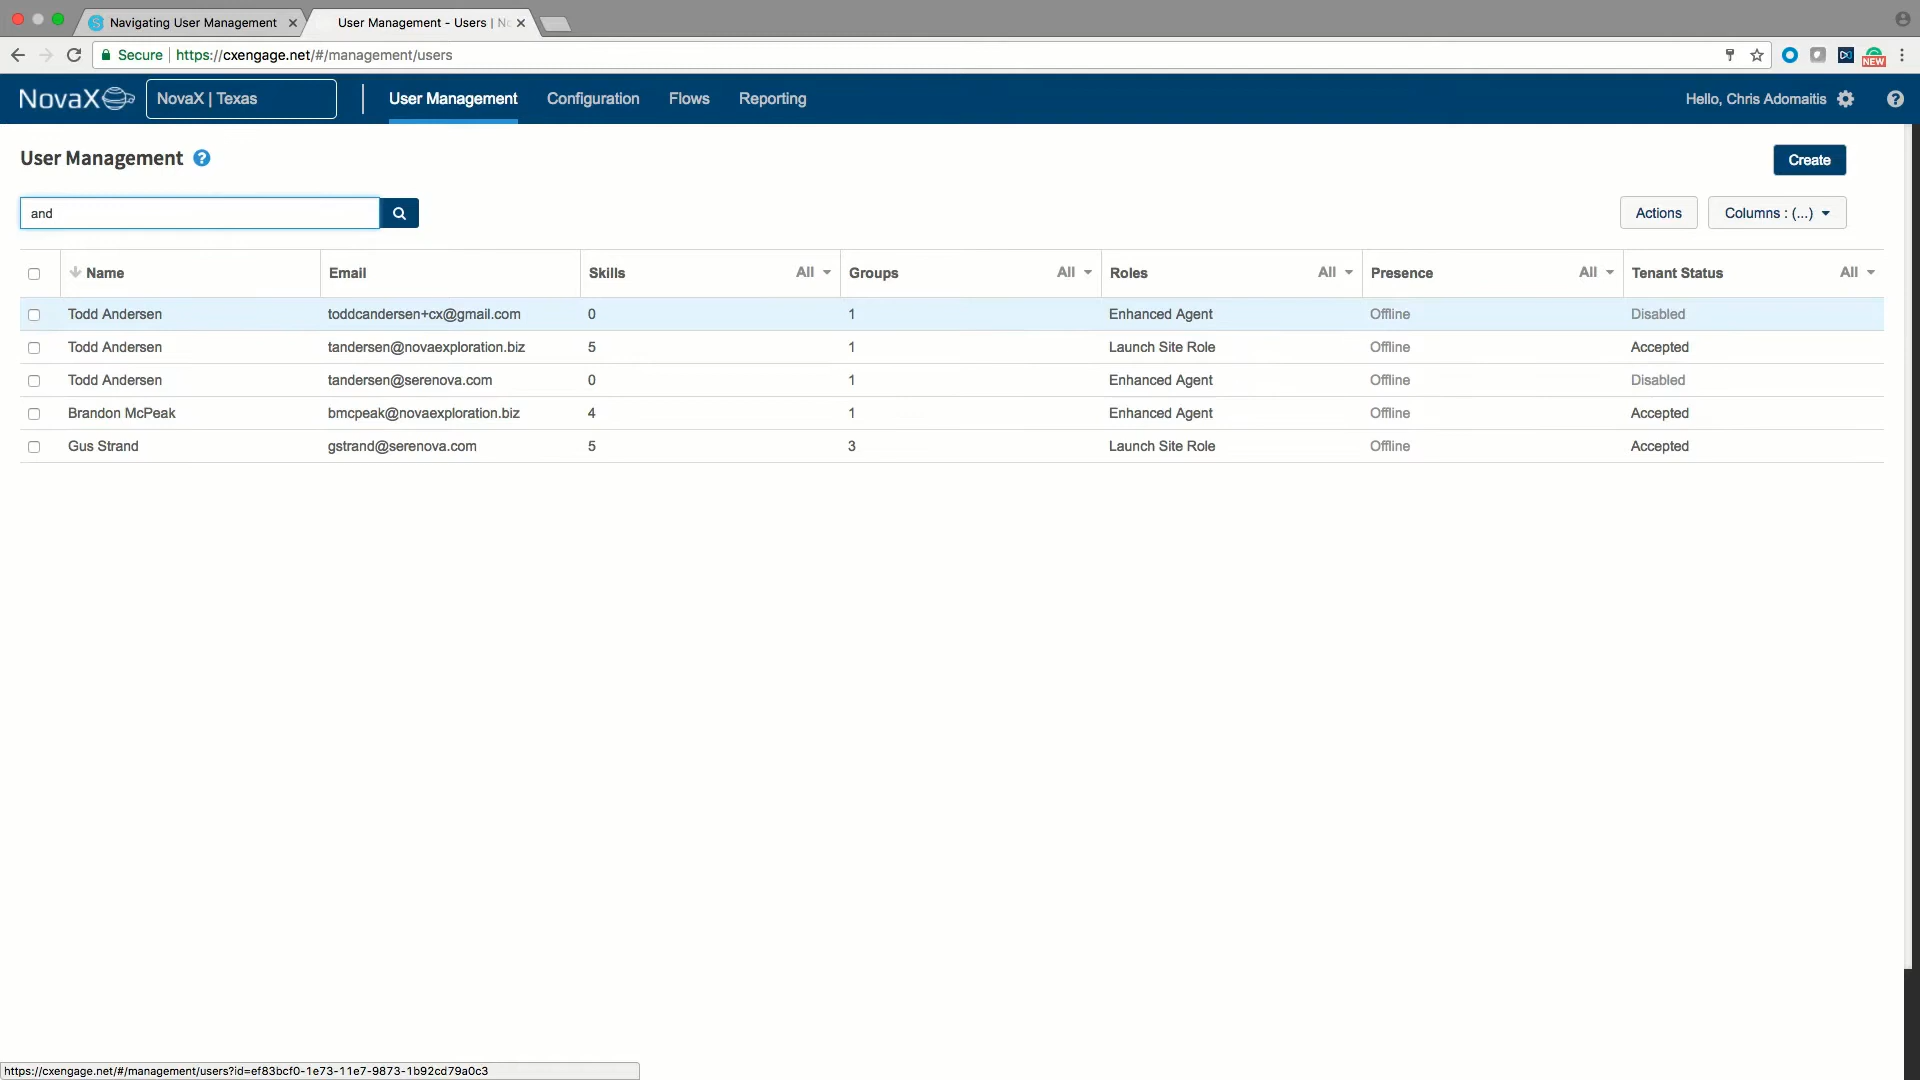 Navigating User Management
User Management - Users | No
Secure | https://cxengage.net/#/management/users
NEW
NovaX
NovaX | Texas
User Management
Configuration
Flows
Reporting
Hello, Chris Adomaitis
User Management ?
Create
and
Actions
Columns : (...)
Name Email Skills All Groups All Roles All Presence All Tenant Status All
Todd Andersen toddcandersen+cx@gmail.com 0 1 Enhanced Agent Offline Disabled
Todd Andersen tandersen@novaexploration.biz 5 1 Launch Site Role Offline Accepted
Todd Andersen tandersen@serenova.com 0 1 Enhanced Agent Offline Disabled
Brandon McPeak bmcpeak@novaexploration.biz 4 1 Enhanced Agent Offline Accepted
Gus Strand gstrand@serenova.com 5 3 Launch Site Role Offline Accepted
https://cxengage.net/#/management/users?id=ef83bcf0-1e73-11e7-9873-1b92cd79a0c3